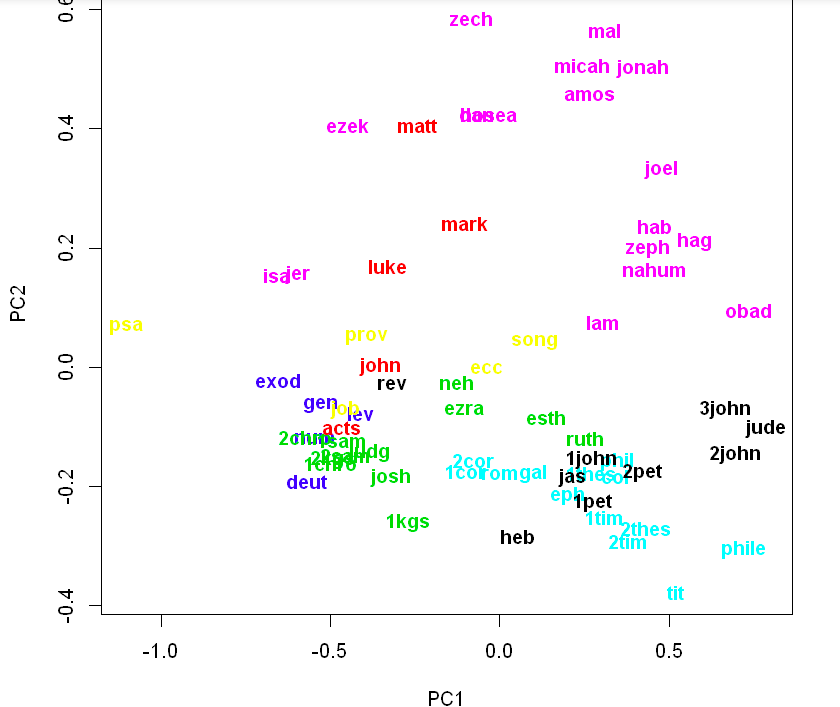 0.6
zech
mal
micah jonah
amos
hosea
ezek matt
0.4
joel
mark
hab
hag
0.2
zeph
luke
nahum
isa jer
obad
psa
lam
prov
song
PC2
0.0
john
ecc
exod
rev
neh
gen
job
lev
ezra
3john
esth
acts
jude
2chr
ruth
2john
1john
phil
2cor
1cor rom gal
2pet
josh
jas
-0.2
deut
eph
1pet
1kgs
1tim
2thes
heb
2tim
phile
tit
-0.4
-1.0 -0.5 0.0 0.5
PC1